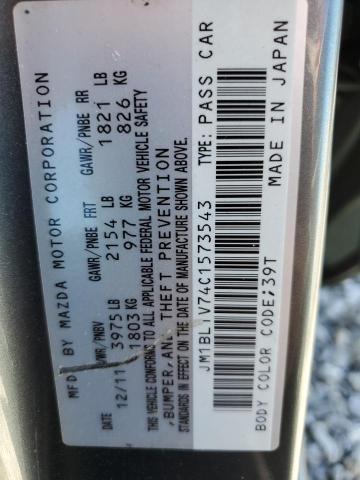 MFD BY MAZDA MOTOR CORPORATION
GAWR/PNBE FRT GAWR/PNBE RR
12/11 3975 LB 2154 LB 1821 LB
1803 KG 977 KG 826 KG
THIS VEHICLE CONFORMS TO ALL APPLICABLE FEDERAL MOTOR VEHICLE SAFETY
,BUMPER, AND THEFT PREVENTION
STANDARDS IN EFFECT ON THE DATE OF MANUFACTURE SHOWN ABOVE.
JM1BL1V74C1573543 TYPE: PASS CAR
BODY COLOR CODE;39T MADE IN JAPAN